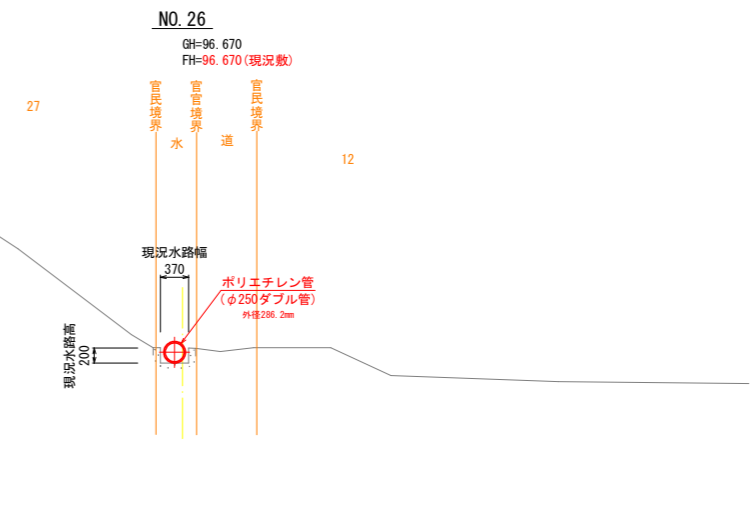 NO. 26
GH=96. 670
FH=96. 670(現況敷)
官民境界
官官境界
官民境界
27
水
道
12
現況水路幅
370
ポリエチレン管
(φ250ダブル管)
外径286.2mm
現況水路高
200